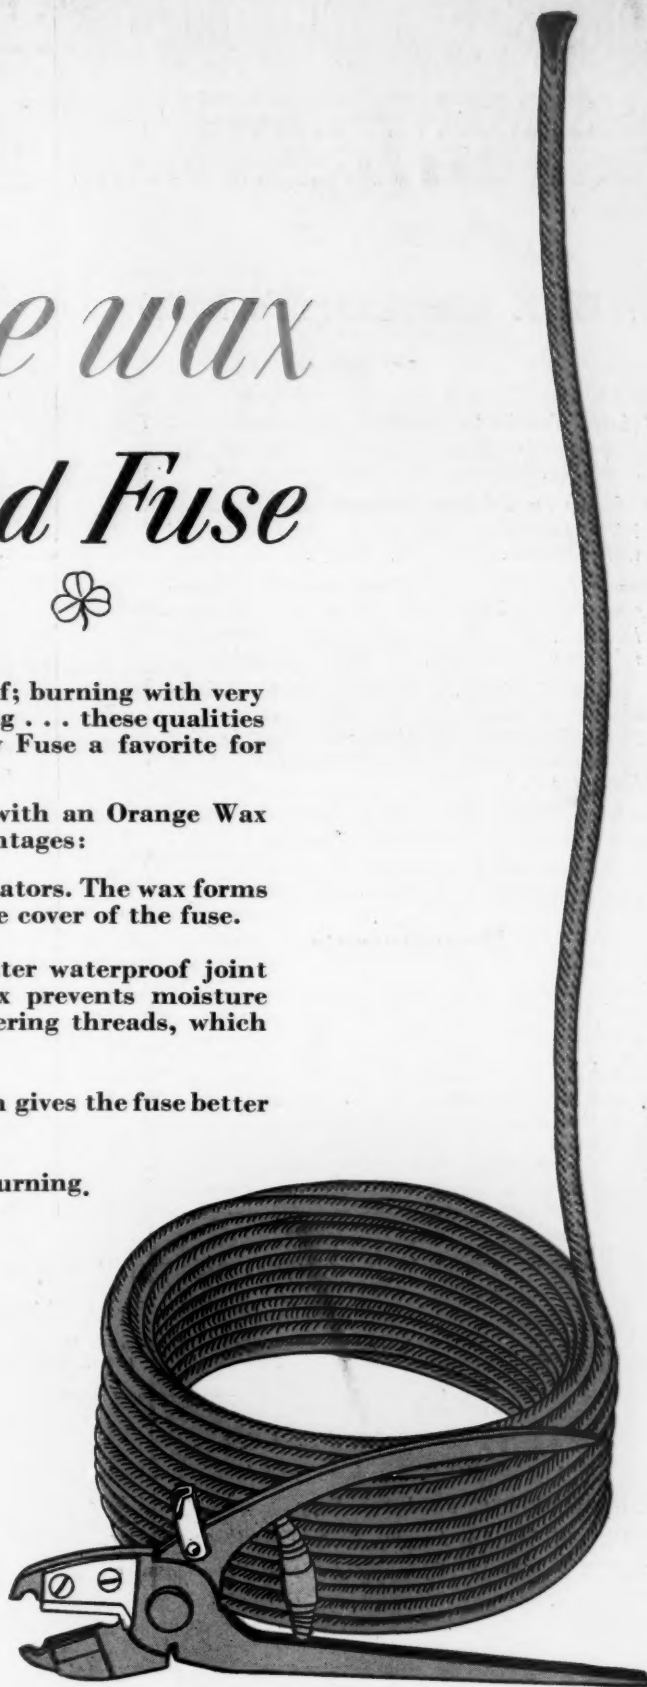 e wax
d Fuse
f; burning with very
g . . . these qualities
Fuse a favorite for
with an Orange Wax
ntages:
ators. The wax forms
e cover of the fuse.
ter waterproof joint
x prevents moisture
ering threads, which
gives the fuse better
urning.